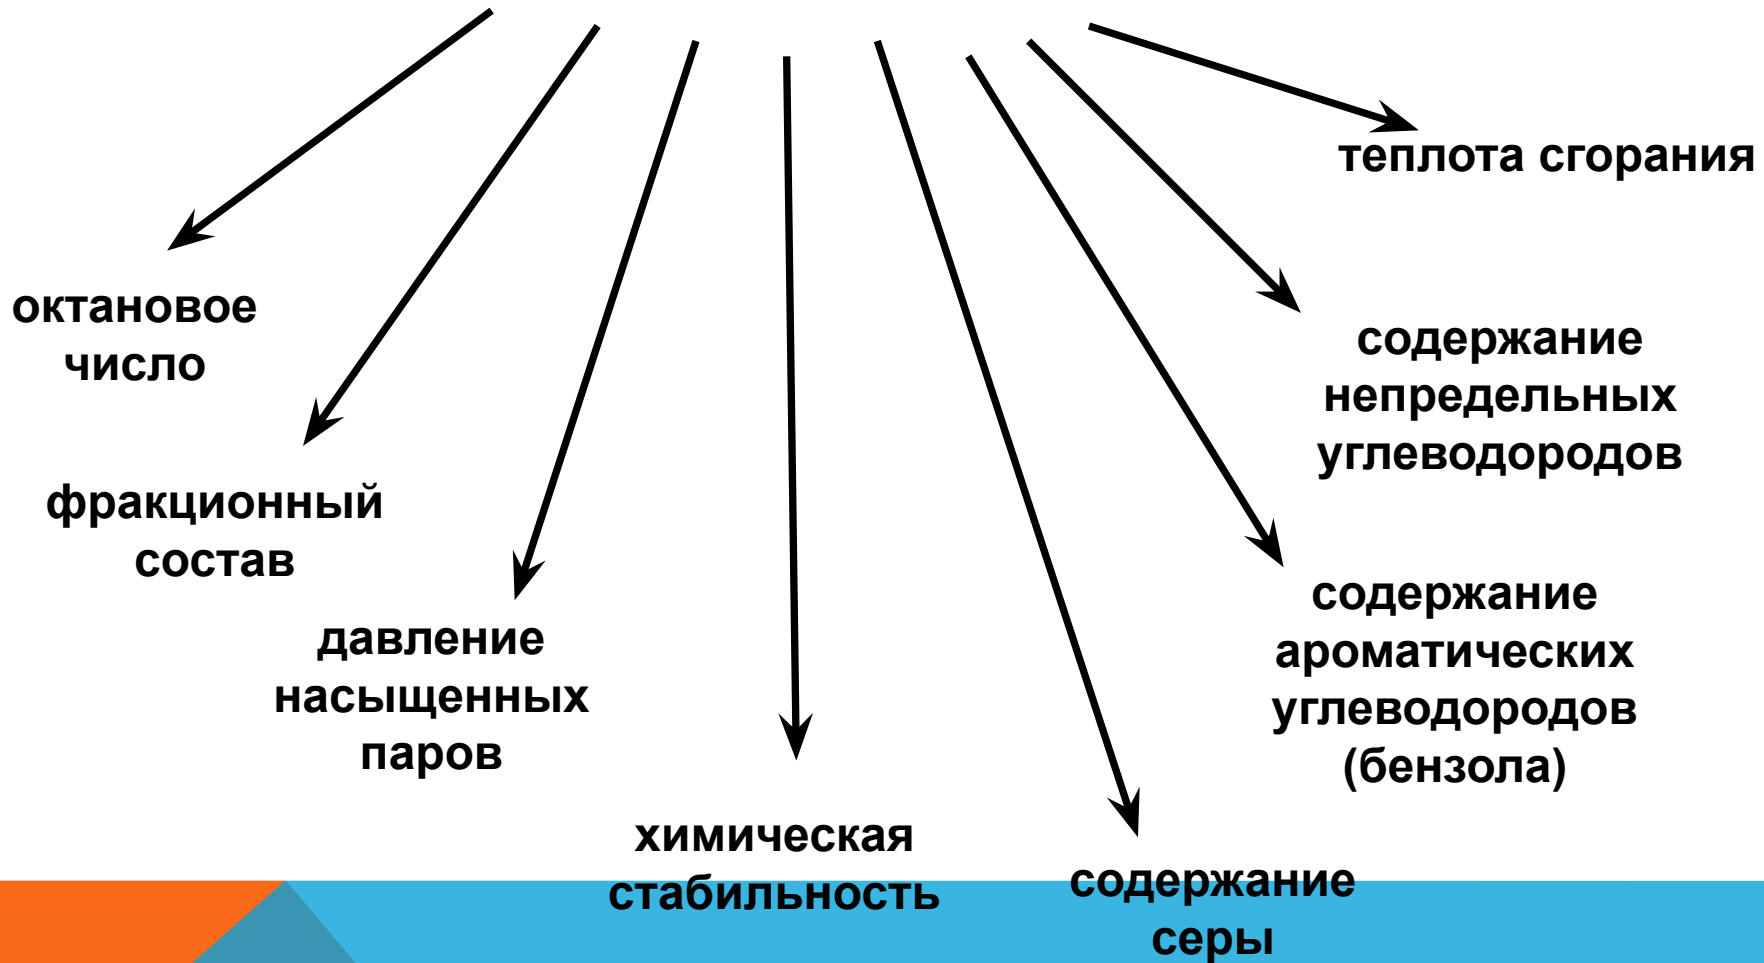 октановое
число
фракционный
состав
давление
насыщенных
паров
химическая
стабильность
содержание
серы
содержание
ароматических
углеводородов
(бензола)
содержание
непредельных
углеводородов
теплота сгорания